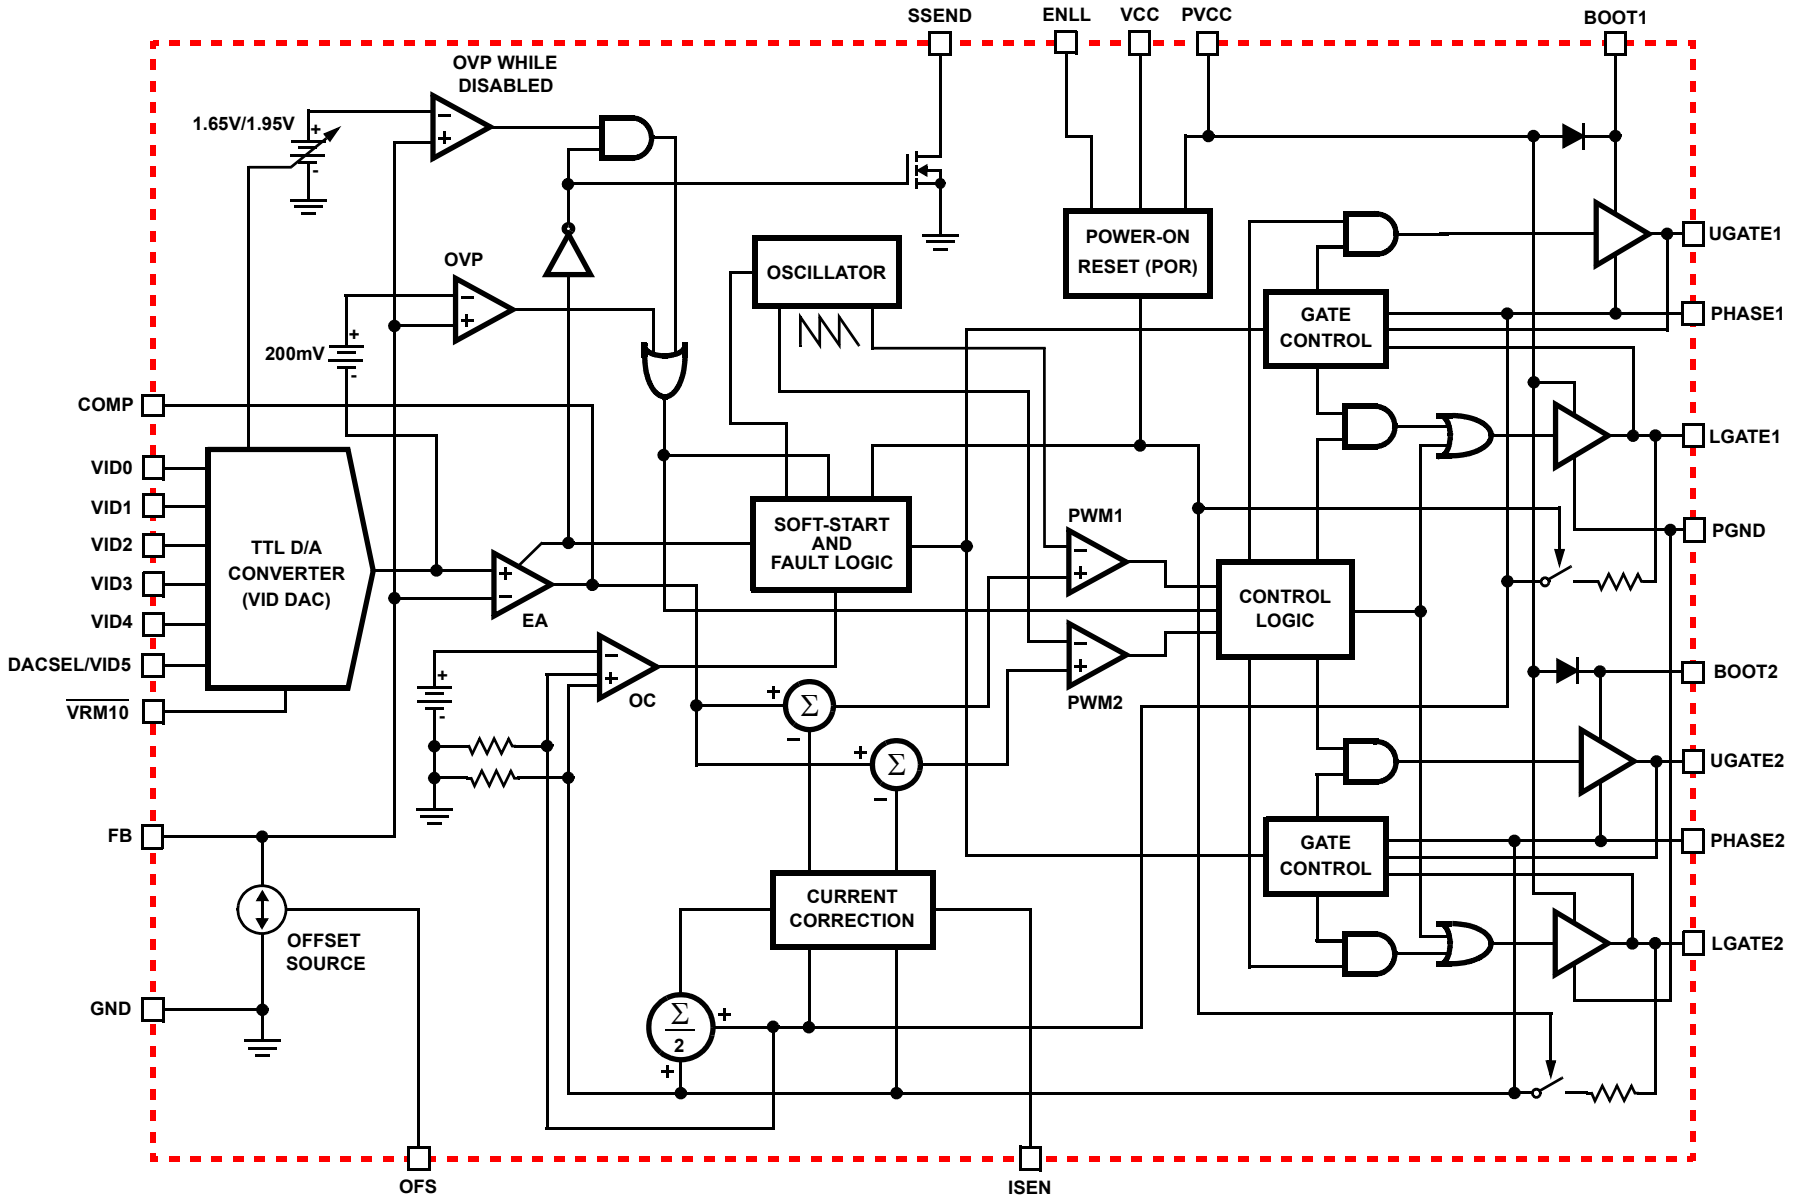 SSEND
ENLL
VCC
PVCC
BOOT1
OVP WHILE
DISABLED
1.65V/1.95V
+
-
−
+
UGATE1
POWER-ON
RESET (POR)
OVP
OSCILLATOR
−
+
PHASE1
GATE
CONTROL
200mV
+
-
COMP
LGATE1
VID0
VID1
VID2
VID3
VID4
DACSEL/VID5
VRM10
TTL D/A
CONVERTER
(VID DAC)
+
−
EA
SOFT-START
AND
FAULT LOGIC
PWM1
−
+
PGND
CONTROL
LOGIC
−
+
PWM2
−
+
OC
+
-
+
Σ
−
+
Σ
−
BOOT2
UGATE2
FB
PHASE2
GATE
CONTROL
CURRENT
CORRECTION
OFFSET
SOURCE
LGATE2
GND
Σ
2
+
+
OFS
ISEN